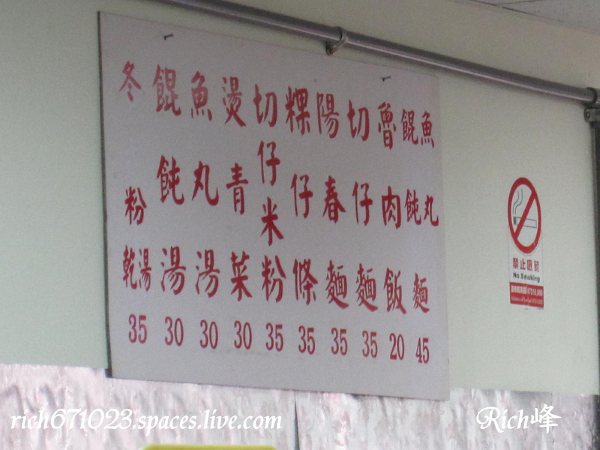 餛飩魚丸麵 45
魯肉飯 20
切仔麵 35
陽春麵 35
粿仔條 35
切仔米粉 35
燙青菜 30
魚丸湯 30
餛飩湯 30
冬粉乾湯 35
禁止吸菸
No Smoking
rich671023.spaces.live.com
Rich峰